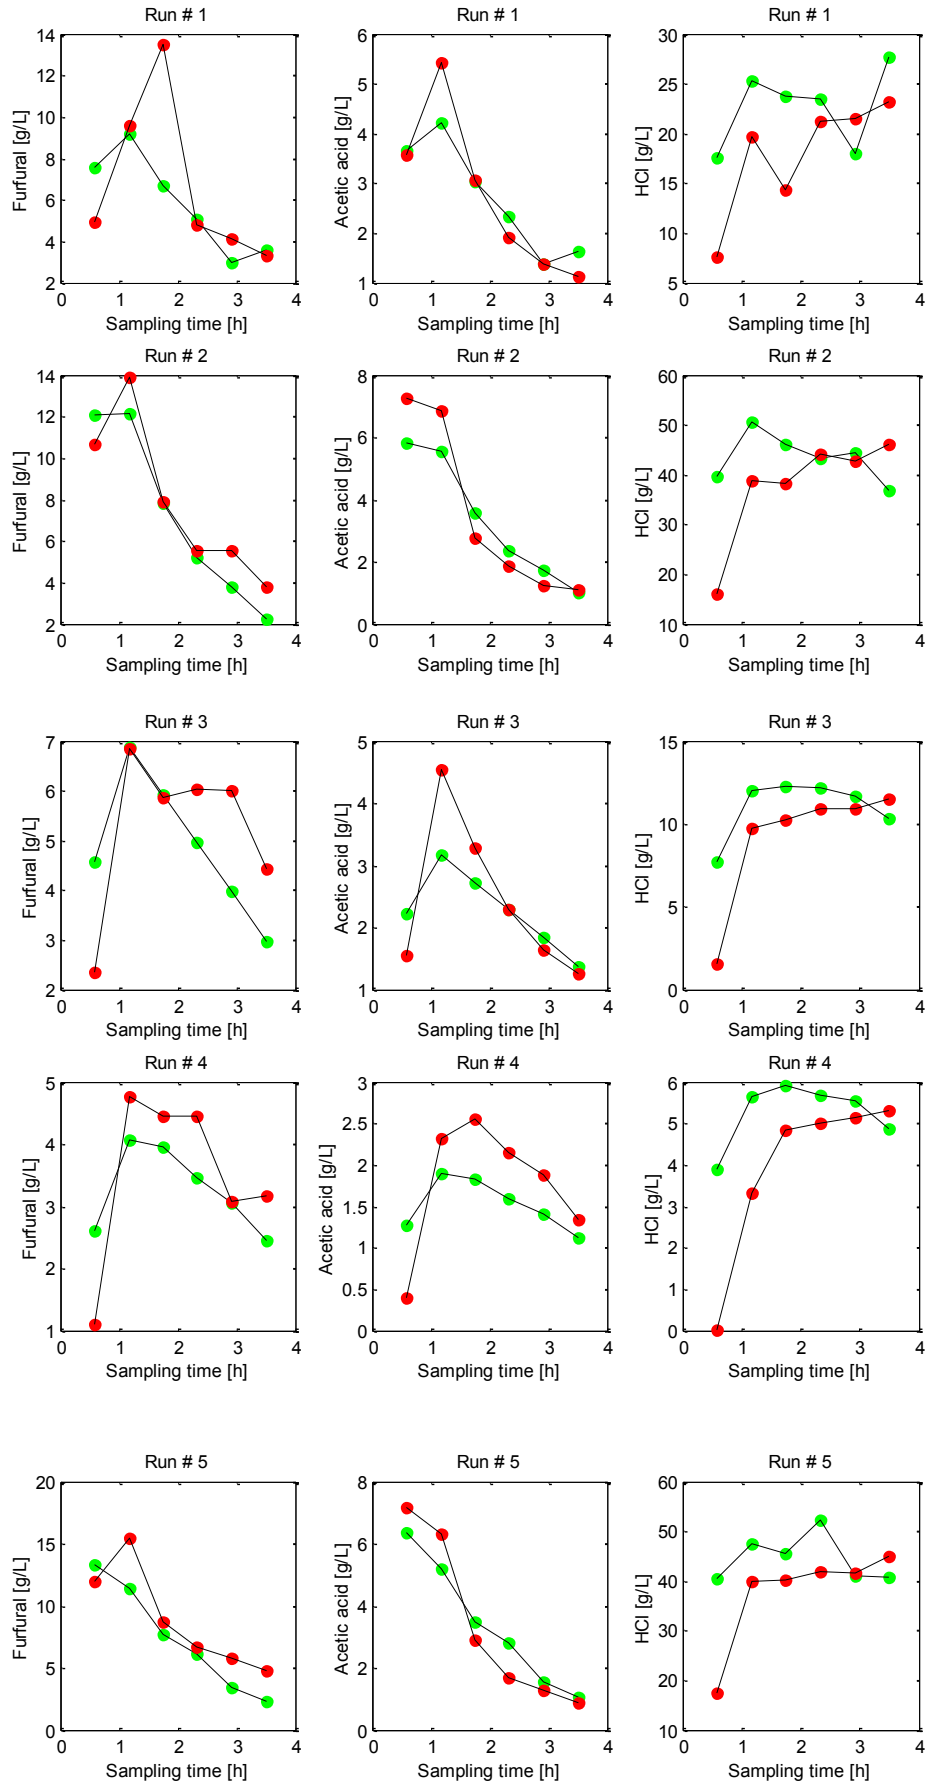 Run # 1
Run # 1
Run # 1
14
12
10
8
6
4
2
Furfural [g/L]
0 1 2 3 4
Sampling time [h]
6
5
4
3
2
1
Acetic acid [g/L]
0 1 2 3 4
Sampling time [h]
30
25
20
15
10
5
HCl [g/L]
0 1 2 3 4
Sampling time [h]
Run # 2
Run # 2
Run # 2
14
12
10
8
6
4
2
Furfural [g/L]
0 1 2 3 4
Sampling time [h]
8
6
4
2
0
Acetic acid [g/L]
0 1 2 3 4
Sampling time [h]
60
50
40
30
20
10
HCl [g/L]
0 1 2 3 4
Sampling time [h]
Run # 3
Run # 3
Run # 3
7
6
5
4
3
2
Furfural [g/L]
0 1 2 3 4
Sampling time [h]
5
4
3
2
1
Acetic acid [g/L]
0 1 2 3 4
Sampling time [h]
15
10
5
0
HCl [g/L]
0 1 2 3 4
Sampling time [h]
Run # 4
Run # 4
Run # 4
5
4
3
2
1
Furfural [g/L]
0 1 2 3 4
Sampling time [h]
3
2.5
2
1.5
1
0.5
0
Acetic acid [g/L]
0 1 2 3 4
Sampling time [h]
6
5
4
3
2
1
0
HCl [g/L]
0 1 2 3 4
Sampling time [h]
Run # 5
Run # 5
Run # 5
20
15
10
5
0
Furfural [g/L]
0 1 2 3 4
Sampling time [h]
8
6
4
2
0
Acetic acid [g/L]
0 1 2 3 4
Sampling time [h]
60
50
40
30
20
10
HCl [g/L]
0 1 2 3 4
Sampling time [h]